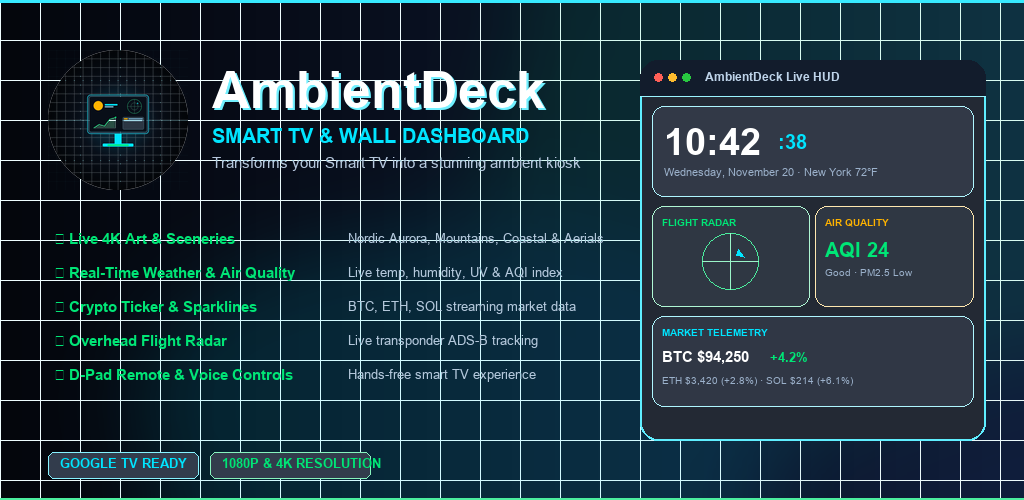 AmbientDeck
SMART TV & WALL DASHBOARD
Transforms your Smart TV into a stunning ambient kiosk
Live 4K Art & Sceneries
Nordic Aurora, Mountains, Coastal & Aerials
Real-Time Weather & Air Quality
Live temp, humidity, UV & AQI index
Crypto Ticker & Sparklines
BTC, ETH, SOL streaming market data
Overhead Flight Radar
Live transponder ADS-B tracking
D-Pad Remote & Voice Controls
Hands-free smart TV experience
GOOGLE TV READY
1080P & 4K RESOLUTION
AmbientDeck Live HUD
10:42 :38
Wednesday, November 20 · New York 72°F
FLIGHT RADAR
AIR QUALITY
AQI 24
Good · PM2.5 Low
MARKET TELEMETRY
BTC $94,250 +4.2%
ETH $3,420 (+2.8%) · SOL $214 (+6.1%)